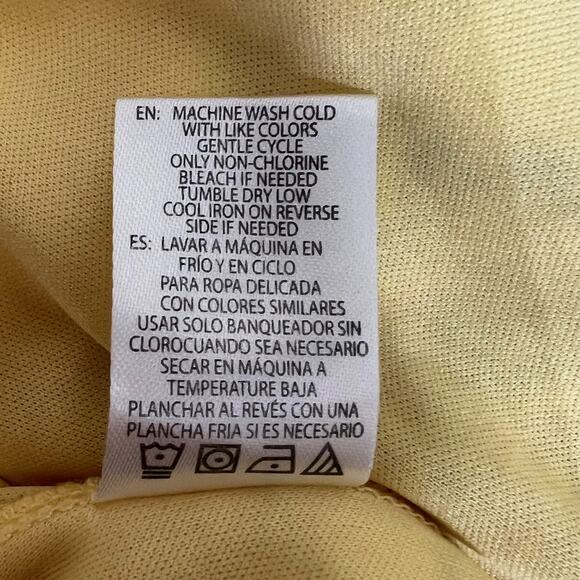 EN: MACHINE WASH COLD
WITH LIKE COLORS
GENTLE CYCLE
ONLY NON-CHLORINE
BLEACH IF NEEDED
TUMBLE DRY LOW
COOL IRON ON REVERSE
SIDE IF NEEDED
ES: LAVAR A MÁQUINA EN
FRÍO Y EN CICLO
PARA ROPA DELICADA
CON COLORES SIMILARES
USAR SOLO BANQUEADOR SIN
CLOROCUANDO SEA NECESARIO
SECAR EN MÁQUINA A
TEMPERATURE BAJA
PLANCHAR AL REVÉS CON UNA
PLANCHA FRIA SI ES NECESARIO